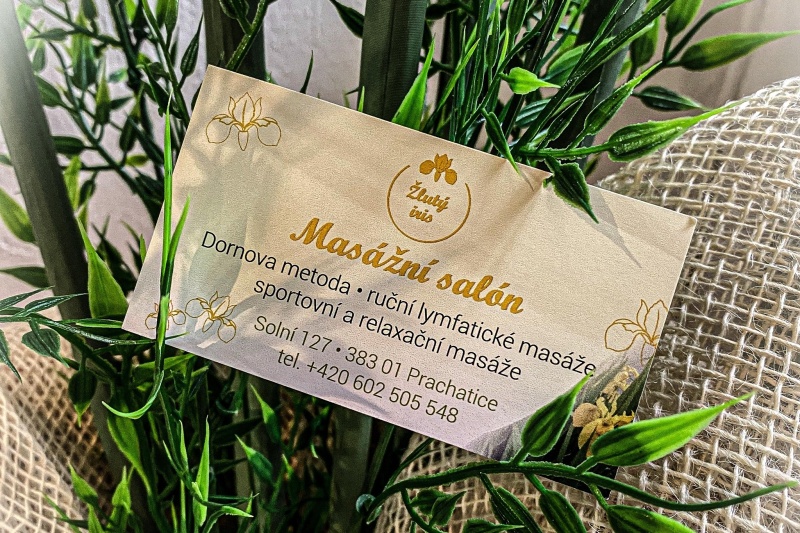 Žlutý
iris
Masážní salón
Dornova metoda • ruční lymfatické masáže
sportovní a relaxační masáže
Solní 127 • 383 01 Prachatice
tel. +420 602 505 548